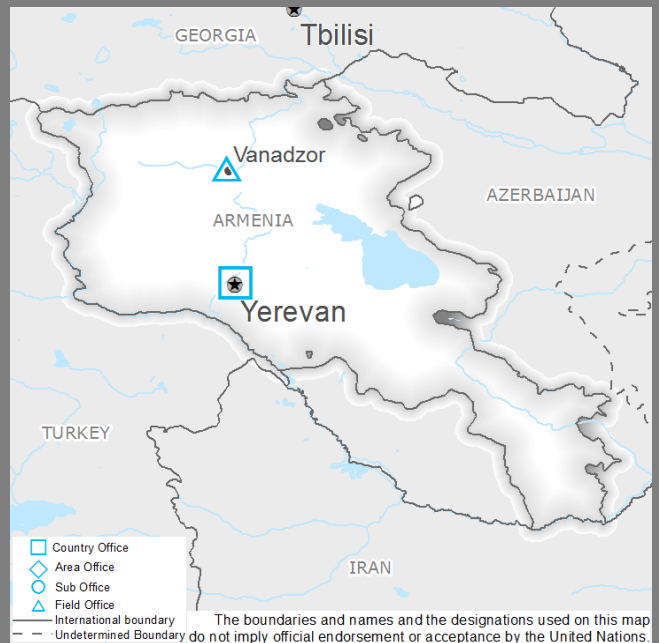 GEORGIA
Tbilisi
Vanadzor
AZERBAIJAN
ARMENIA
Yerevan
TURKEY
IRAN
Country Office
Area Office
Sub Office
Field Office
International boundary
Undetermined Boundary
The boundaries and names and the designations used on this map
do not imply official endorsement or acceptance by the United Nations.